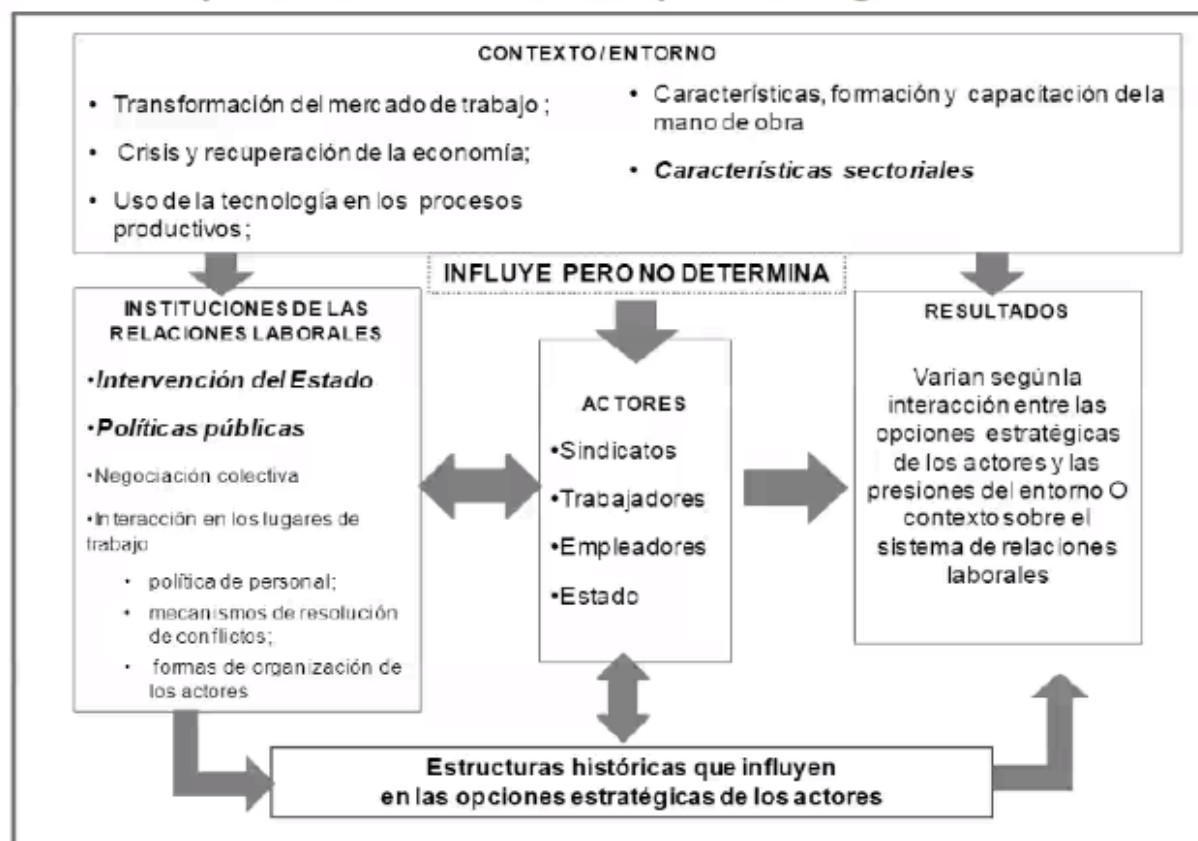 CONTEXTO/ENTORNO
• Transformación del mercado de trabajo;
• Crisis y recuperación de la economía;
• Uso de la tecnología en los procesos
productivos;
• Características, formación y capacitación de la
mano de obra
• Características sectoriales
INFLUYE PERO NO DETERMINA
INSTITUCIONES DE LAS
RELACIONES LABORALES
•Intervención del Estado
•Políticas públicas
•Negociación colectiva
•Interacción en los lugares de
trabajo
• política de personal;
• mecanismos de resolución
de conflictos;
• formas de organización de
los actores
ACTORES
•Sindicatos
•Trabajadores
•Empleadores
•Estado
RESULTADOS
Varian según la
interacción entre las
opciones estratégicas
de los actores y las
presiones del entorno O
contexto sobre el
sistema de relaciones
laborales
Estructuras históricas que influyen
en las opciones estratégicas de los actores